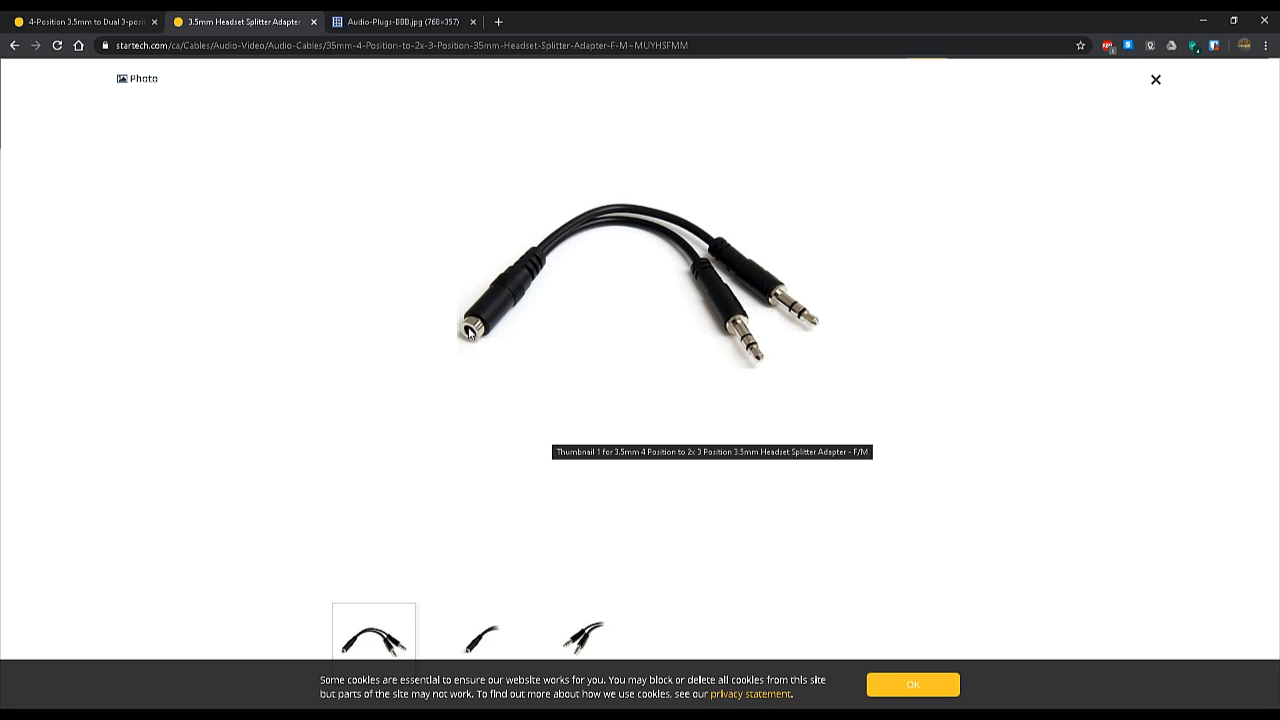 4-Position 3.5mm to Dual 3-posi
3.5mm Headset Splitter Adapter
Audio-Plugs-BBB.jpg (768×357)
startech.com/ca/Cables/Audio-Video/Audio-Cables/35mm-4-Position-to-2x-3-Position-35mm-Headset-Splitter-Adapter-F-M~MUYHSFMM
Photo
Thumbnail 1 for 3.5mm 4 Position to 2x 3 Position 3.5mm Headset Splitter Adapter - F/M
Some cookies are essential to ensure our website works for you. You may block or delete all cookies from this site
but parts of the site may not work. To find out more about how we use cookies, see our privacy statement.
OK